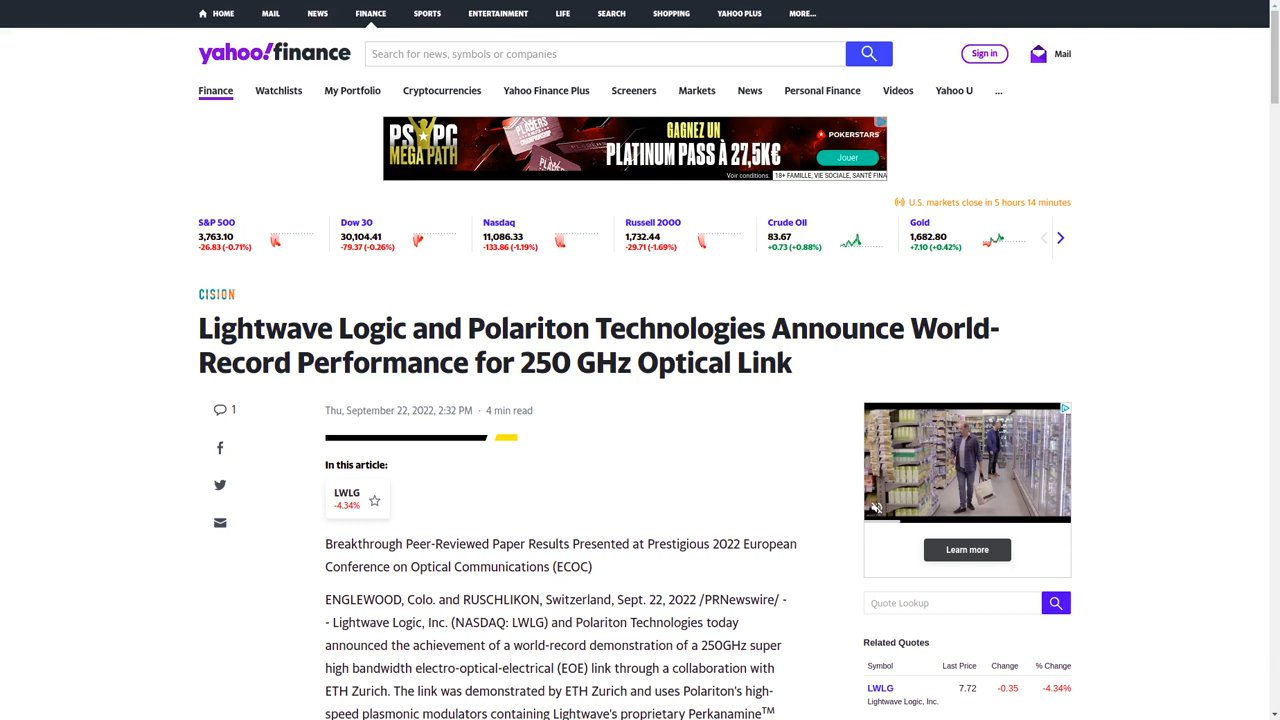 HOME MAIL NEWS FINANCE SPORTS ENTERTAINMENT LIFE SEARCH SHOPPING YAHOO PLUS MORE...
yahoo!finance
Search for news, symbols or companies
Sign in
Mail
Finance Watchlists My Portfolio Cryptocurrencies Yahoo Finance Plus Screeners Markets News Personal Finance Videos Yahoo U ...
PSPC
MEGA PATH
PLAYERS
CHAMPIONSHIP
GAGNEZ UN
PLATINUM PASS À 27,5K€
POKERSTARS
Jouer
Voir conditions.
18+ FAMILLE, VIE SOCIALE, SANTÉ FINA
U.S. markets close in 5 hours 14 minutes
S&P 500
3,763.10
-26.83 (-0.71%)
Dow 30
30,104.41
-79.37 (-0.26%)
Nasdaq
11,086.33
-133.86 (-1.19%)
Russell 2000
1,732.44
-29.71 (-1.69%)
Crude Oil
83.67
+0.73 (+0.88%)
Gold
1,682.80
+7.10 (+0.42%)
CISION
Lightwave Logic and Polariton Technologies Announce World-
Record Performance for 250 GHz Optical Link
1
Thu, September 22, 2022, 2:32 PM · 4 min read
In this article:
LWLG
-4.34%
Breakthrough Peer-Reviewed Paper Results Presented at Prestigious 2022 European
Conference on Optical Communications (ECOC)
ENGLEWOOD, Colo. and RUSCHLIKON, Switzerland, Sept. 22, 2022 /PRNewswire/ -
- Lightwave Logic, Inc. (NASDAQ: LWLG) and Polariton Technologies today
announced the achievement of a world-record demonstration of a 250GHz super
high bandwidth electro-optical-electrical (EOE) link through a collaboration with
ETH Zurich. The link was demonstrated by ETH Zurich and uses Polariton's high-
speed plasmonic modulators containing Lightwave's proprietary Perkanamine™
Learn more
Quote Lookup
Related Quotes
Symbol Last Price Change % Change
LWLG 7.72 -0.35 -4.34%
Lightwave Logic, Inc.